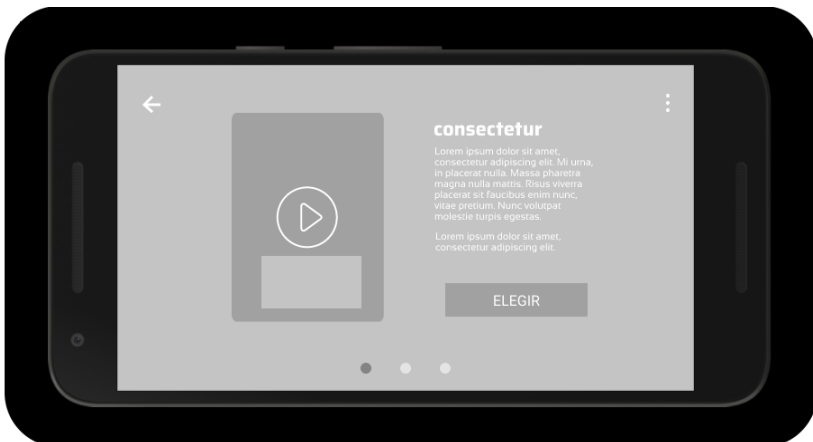 consectetur
Lorem ipsum dolor sit amet,
consectetur adipiscing elit. Mi urna,
in placerat nulla. Massa pharetra
magna nulla mattis. Risus viverra
placerat sit faucibus enim nunc,
vitae pretium. Nunc volutpat
molestie turpis egestas.
Lorem ipsum dolor sit amet,
consectetur adipiscing elit.
ELEGIR